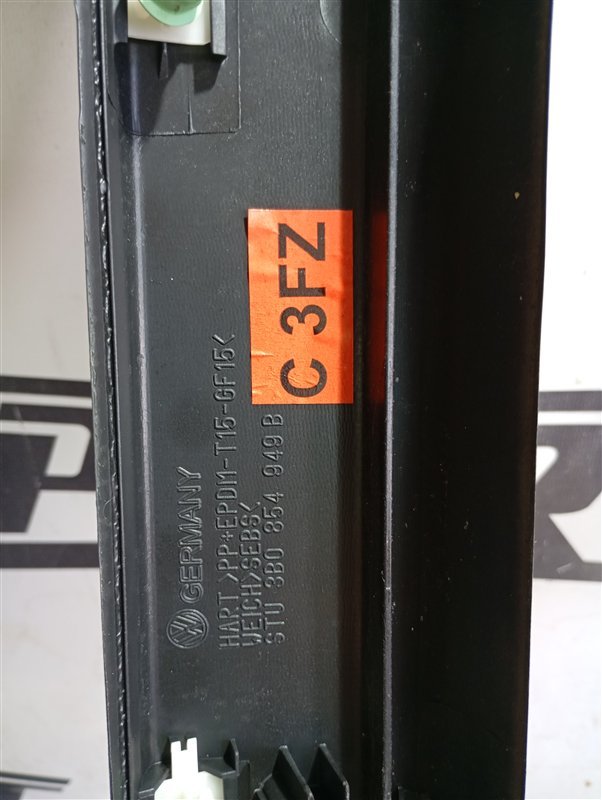 C 3FZ
GERMANY
HART >PP+EPDM-T15-GF15<
WEICH>SEBS<
STU 3B0 854 949 B